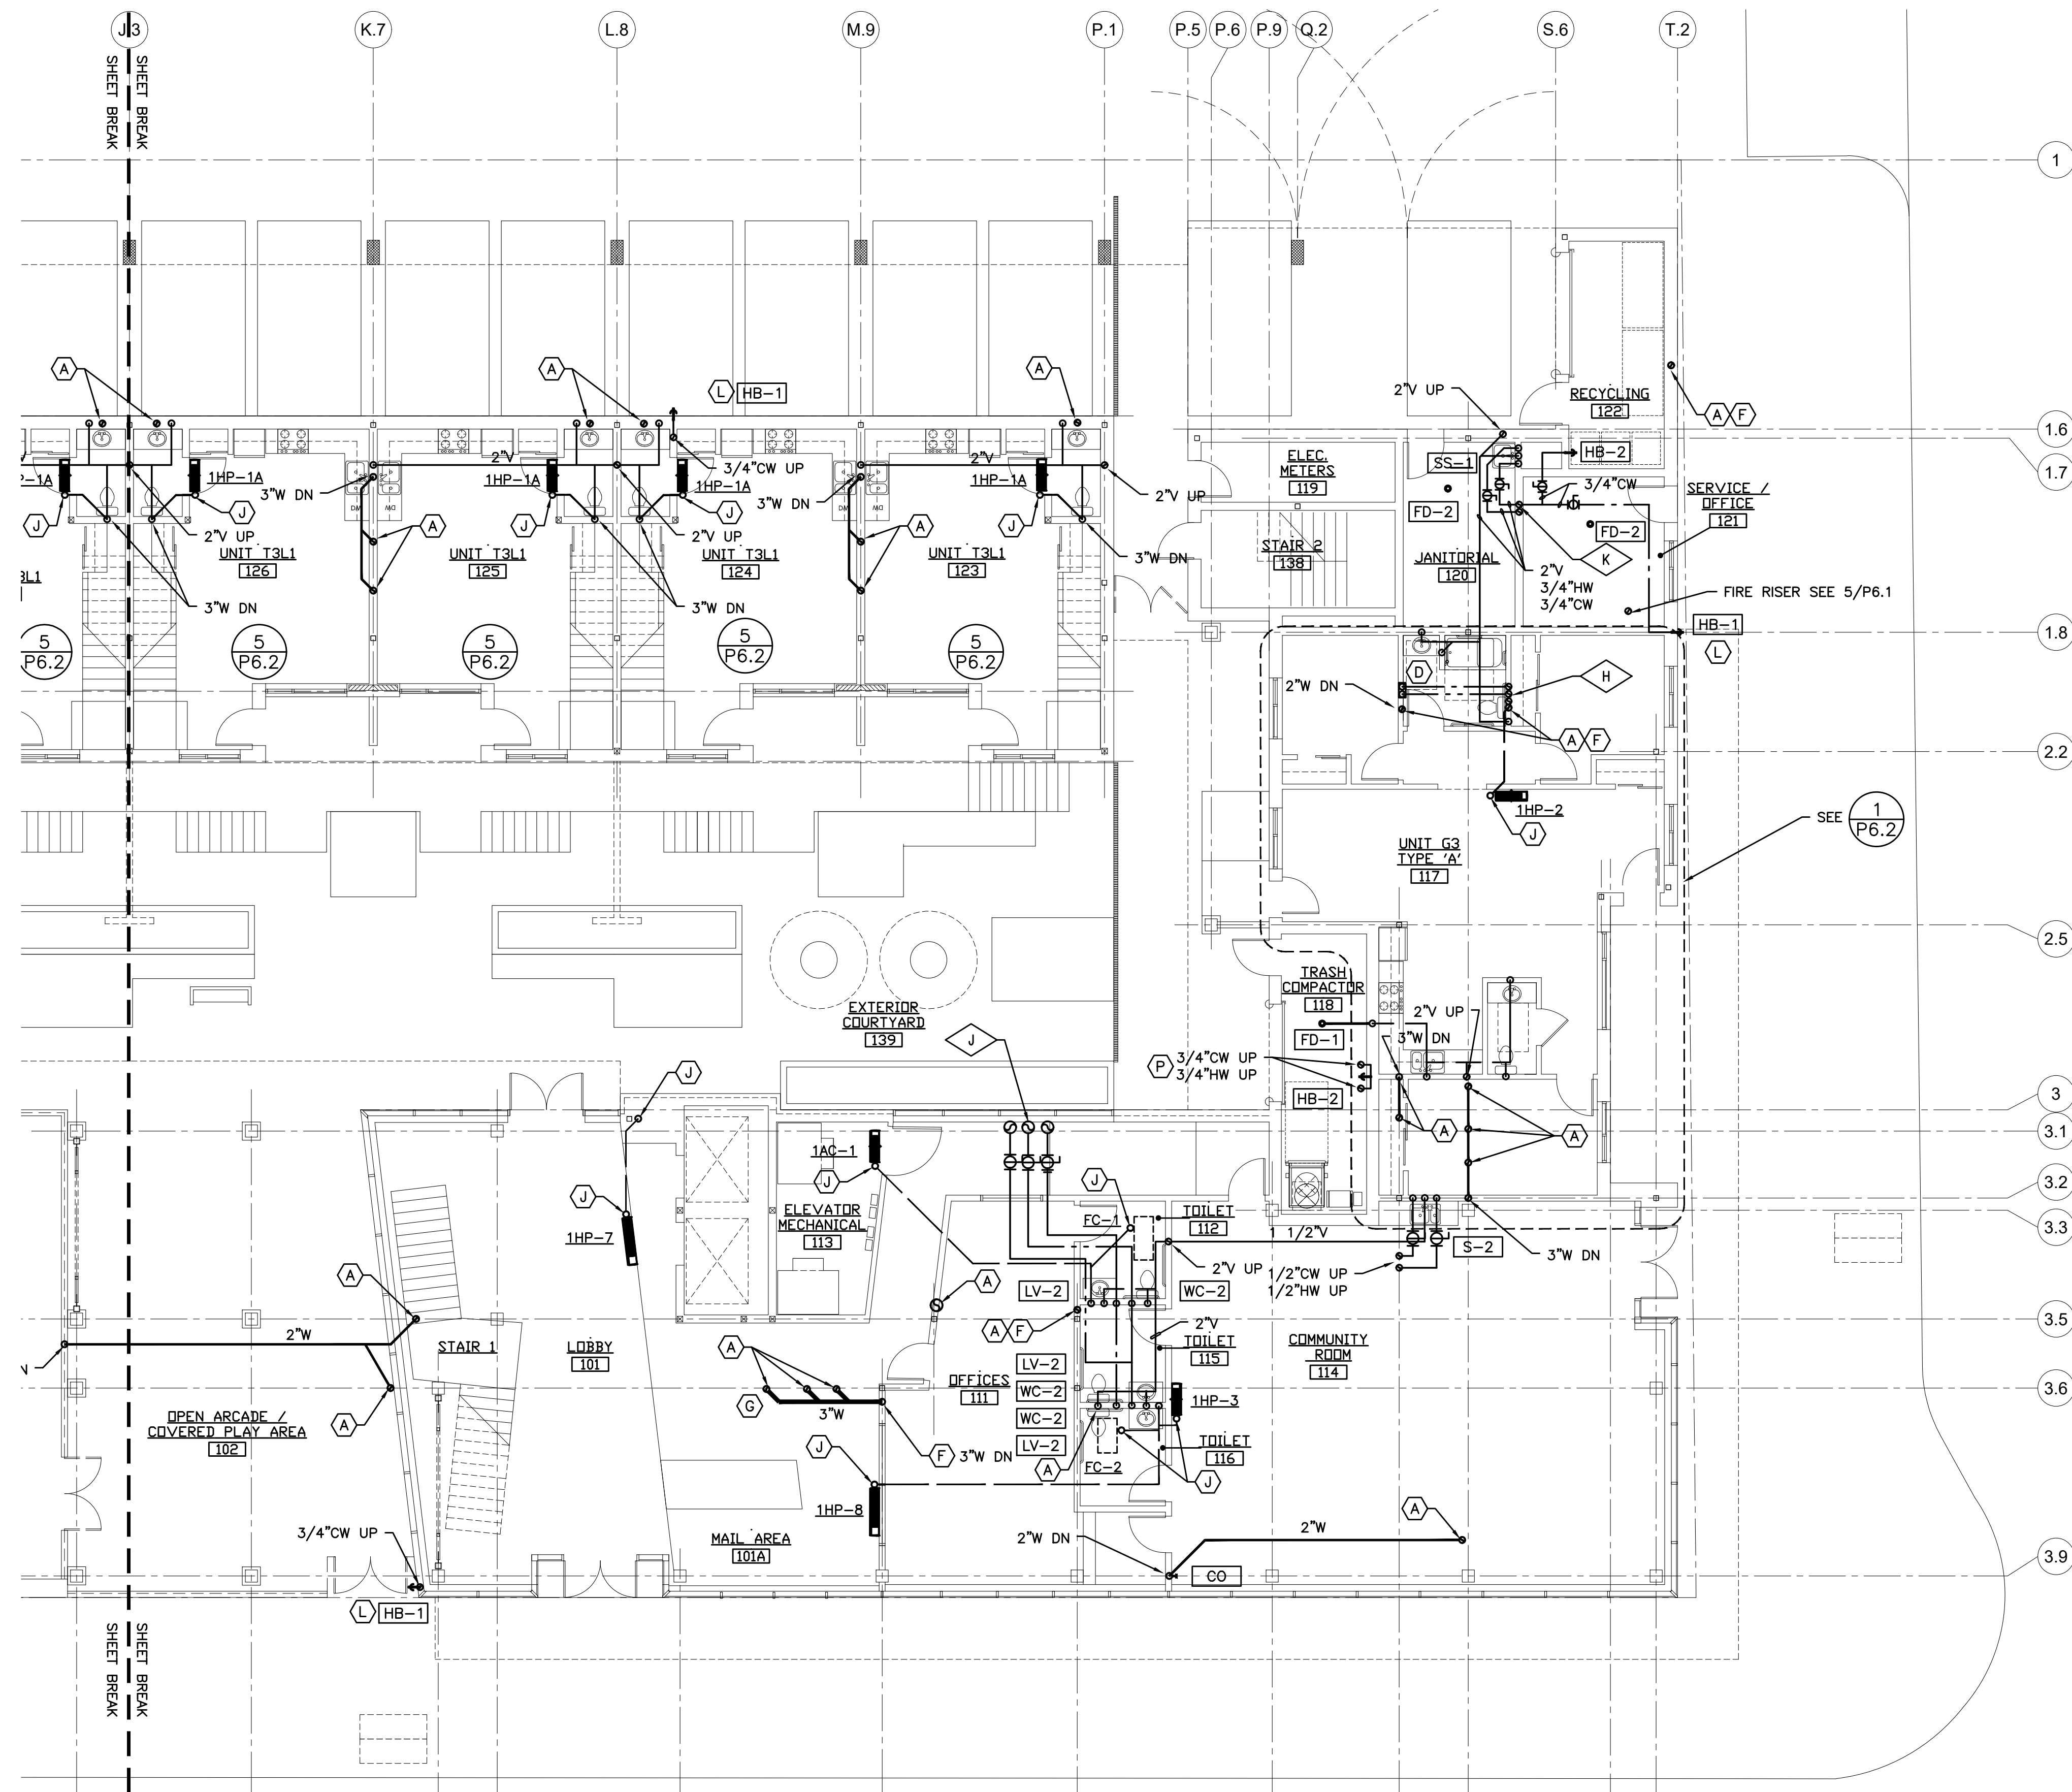 J.3
K.7
L.8
M.9
P.1
P.5
P.6
P.9
Q.2
S.6
T.2
SHEET BREAK
SHEET BREAK
1
A
A
A
L
HB-1
2"V UP
RECYCLING
122
A
F
1.6
1.7
1HP-1A
1HP-1A
1HP-1A
1HP-1A
2"V
2"V
3/4"CW UP
3"W DN
3"W DN
2"V UP
J
J
J
J
J
A
A
2"V UP
2"V UP
3"W DN
3"W DN
3"W DN
DW
DW
DW
DW
UNIT T3L1
126
UNIT T3L1
125
UNIT T3L1
124
UNIT T3L1
123
3L1
5
P6.2
5
P6.2
5
P6.2
5
P6.2
5
P6.2
ELEC.
METERS
119
SS-1
HB-2
3/4"CW
FD-2
FD-2
SERVICE /
OFFICE
121
STAIR 2
138
JANITORIAL
120
K
2"V
3/4"HW
3/4"CW
FIRE RISER SEE 5/P6.1
HB-1
L
1.8
D
H
2"W DN
A
F
2.2
1HP-2
J
SEE
1
P6.2
UNIT G3
TYPE 'A'
117
2.5
TRASH
COMPACTOR
118
FD-1
2"V UP
3"W DN
EXTERIOR
COURTYARD
139
J
P
3/4"CW UP
3/4"HW UP
HB-2
A
A
3
3.1
3.2
3.3
J
1AC-1
J
J
1HP-7
ELEVATOR
MECHANICAL
113
J
FC-1
TOILET
112
1 1/2"V
S-2
3"W DN
2"V UP
1/2"CW UP
1/2"HW UP
A
A
LV-2
WC-2
A
F
2"V
3.5
2"W
STAIR 1
LOBBY
101
A
LV-2
TOILET
115
COMMUNITY
ROOM
114
OFFICES
111
WC-2
WC-2
LV-2
1HP-3
3.6
G
3"W
F
3"W DN
OPEN ARCADE /
COVERED PLAY AREA
102
A
J
A
FC-2
TOILET
116
J
1HP-8
A
2"W
3/4"CW UP
MAIL AREA
101A
2"W DN
CO
3.9
L
HB-1
SHEET BREAK
SHEET BREAK